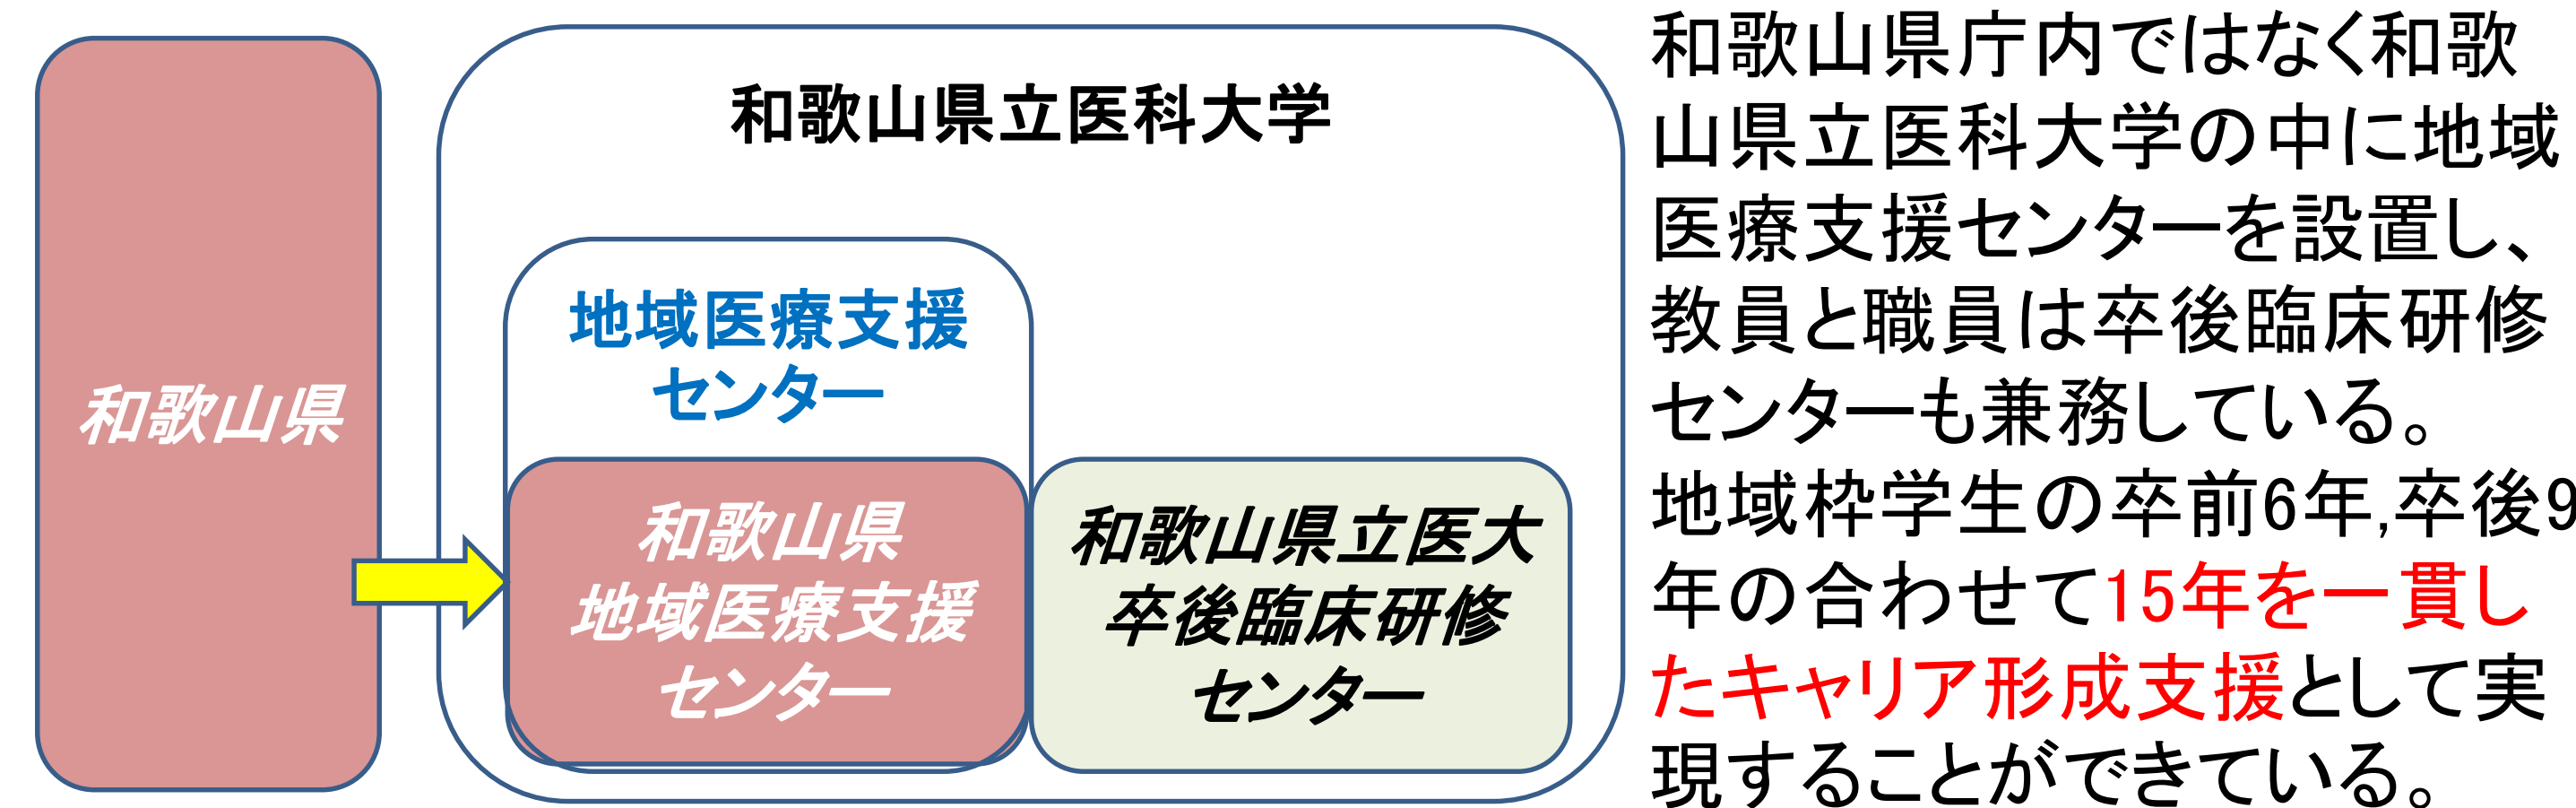 和歌山県
和歌山県立医科大学
地域医療支援
センター
和歌山県
地域医療支援
センター
和歌山県立医大
卒後臨床研修
センター
和歌山県庁内ではなく和歌
山県立医科大学の中に地域
医療支援センターを設置し、
教員と職員は卒後臨床研修
センターも兼務している。
地域枠学生の卒前6年,卒後9
年の合わせて15年を一貫し
たキャリア形成支援として実
現することができている。